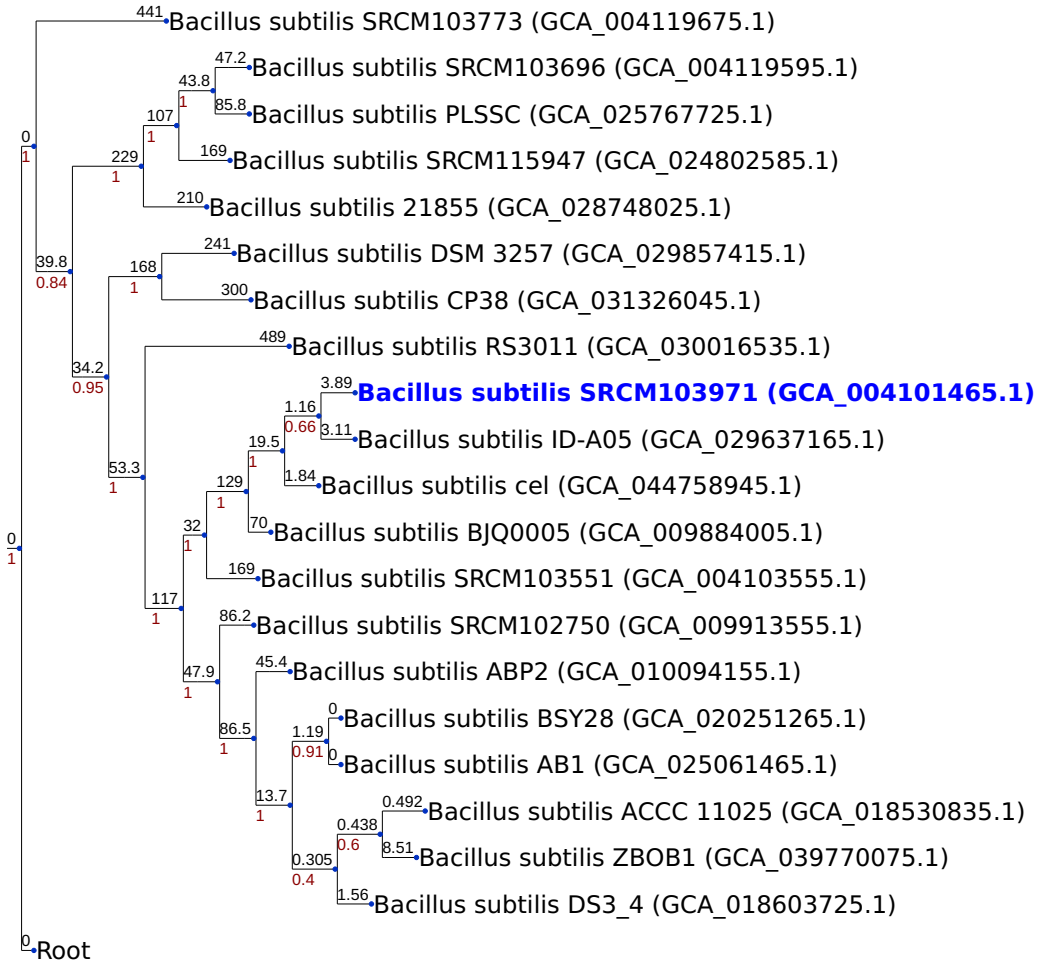 441 Bacillus subtilis SRCM103773 (GCA_004119675.1)
47.2 Bacillus subtilis SRCM103696 (GCA_004119595.1)
43.8
1
85.8 Bacillus subtilis PLSSC (GCA_025767725.1)
107
1
0
1
229
1
169 Bacillus subtilis SRCM115947 (GCA_024802585.1)
210 Bacillus subtilis 21855 (GCA_028748025.1)
241 Bacillus subtilis DSM 3257 (GCA_029857415.1)
39.8
0.84
168
1
300 Bacillus subtilis CP38 (GCA_031326045.1)
489 Bacillus subtilis RS3011 (GCA_030016535.1)
34.2
0.95
3.89 Bacillus subtilis SRCM103971 (GCA_004101465.1)
1.16
0.66
3.11 Bacillus subtilis ID-A05 (GCA_029637165.1)
19.5
1
53.3
1
1.84 Bacillus subtilis cel (GCA_044758945.1)
129
1
70 Bacillus subtilis BJQ0005 (GCA_009884005.1)
32
1
0
1
169 Bacillus subtilis SRCM103551 (GCA_004103555.1)
117
1
86.2 Bacillus subtilis SRCM102750 (GCA_009913555.1)
47.9
1
45.4 Bacillus subtilis ABP2 (GCA_010094155.1)
0 Bacillus subtilis BSY28 (GCA_020251265.1)
86.5
1
1.19
0.91
0 Bacillus subtilis AB1 (GCA_025061465.1)
13.7
1
0.492 Bacillus subtilis ACCC 11025 (GCA_018530835.1)
0.438
0.6
8.51 Bacillus subtilis ZBOB1 (GCA_039770075.1)
0.305
0.4
1.56 Bacillus subtilis DS3_4 (GCA_018603725.1)
0 Root